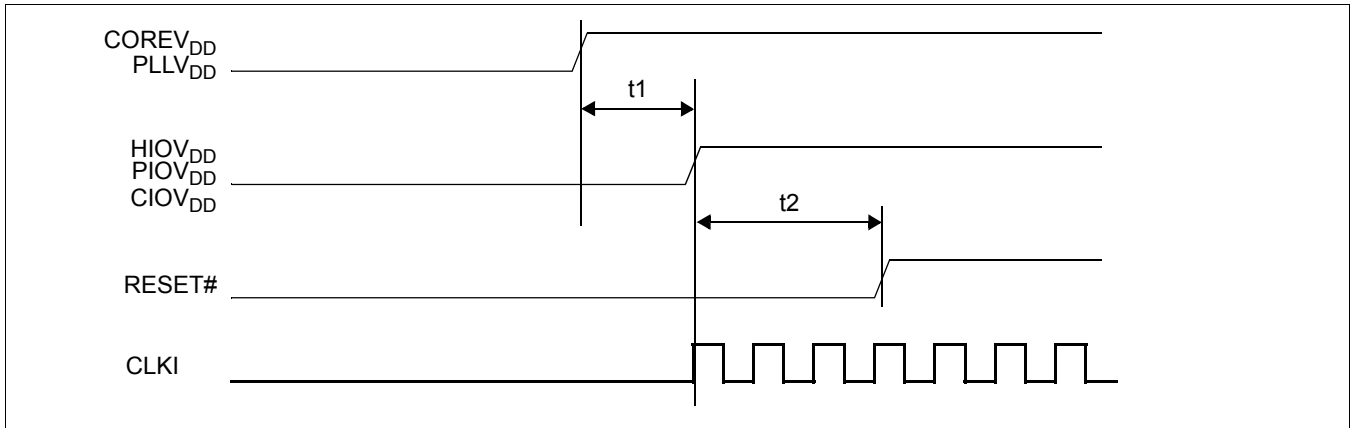 COREVDD
PLLVDD
t1
HIOVDD
PIOVDD
CIOVDD
t2
RESET#
CLKI